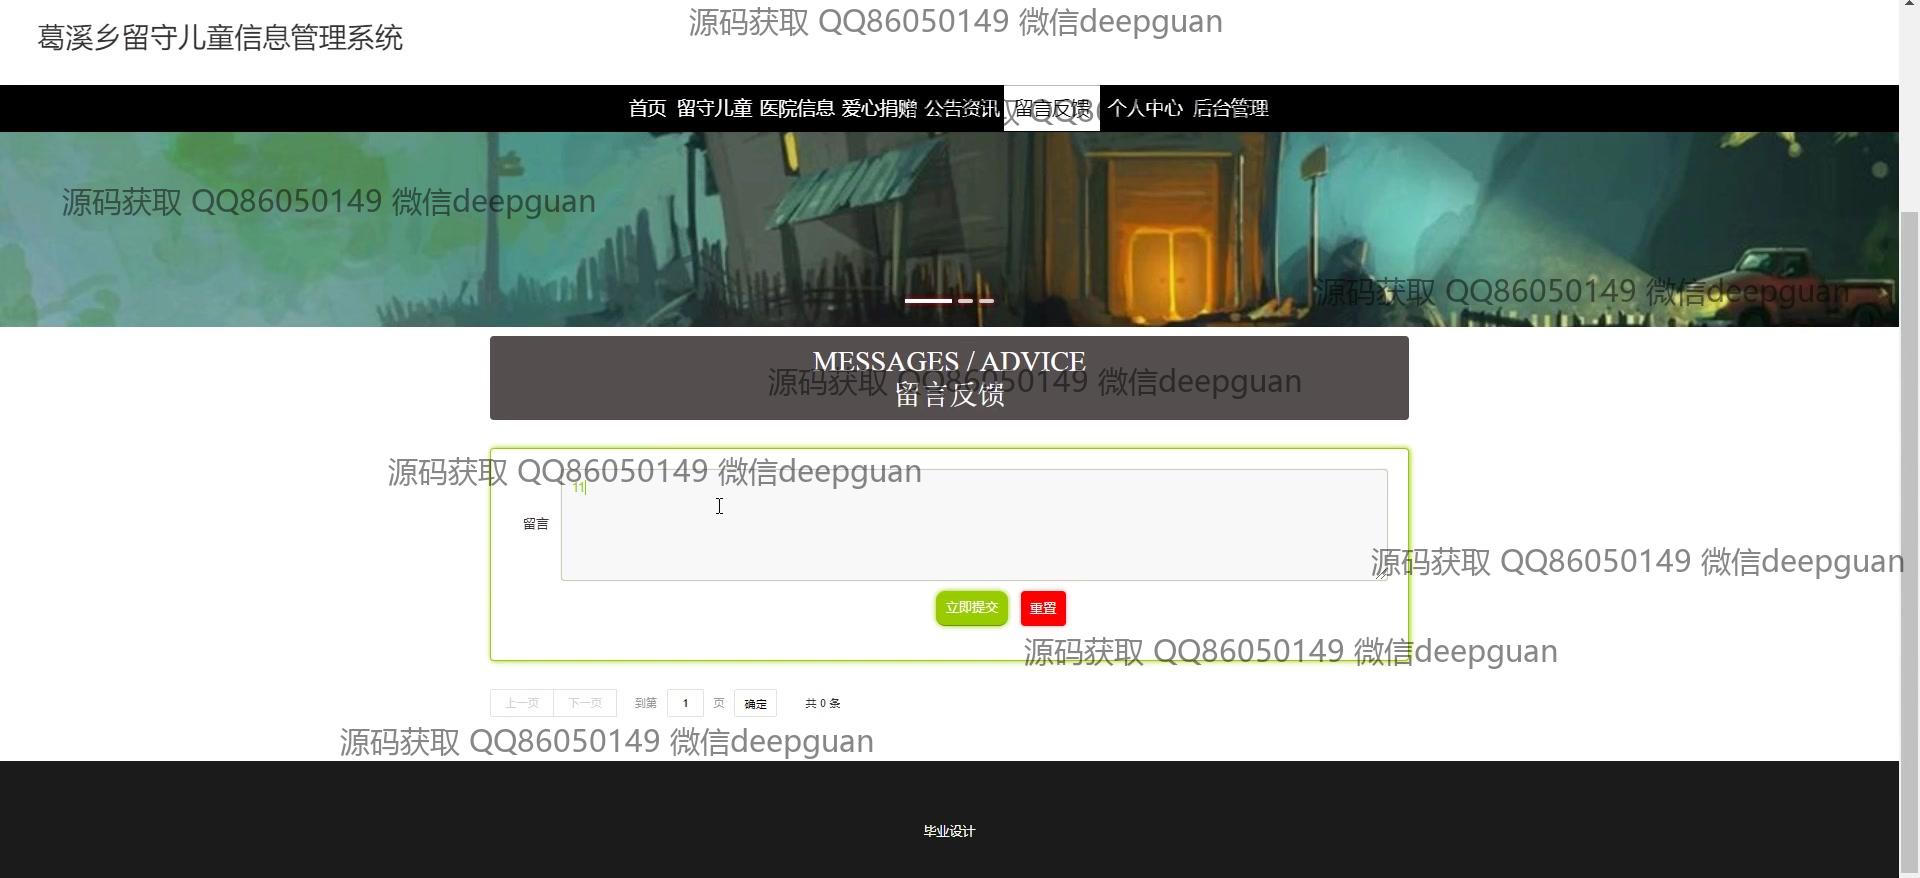 源码获取 QQ86050149 微信deepguan
葛溪乡留守儿童信息管理系统
首页 留守儿童 医院信息 爱心捐赠 公告资讯 留言反馈 个人中心 后台管理
源码获取 QQ86050149 微信deepguan
源码获取 QQ86050149 微信deepguan
MESSAGES / ADVICE
源码获取 QQ86050149 微信deepguan
留言反馈
源码获取 QQ86050149 微信deepguan
11
留言
源码获取 QQ86050149 微信deepguan
立即提交 重置
源码获取 QQ86050149 微信deepguan
上一页 下一页 到第 1 页 确定 共 0 条
源码获取 QQ86050149 微信deepguan
毕业设计